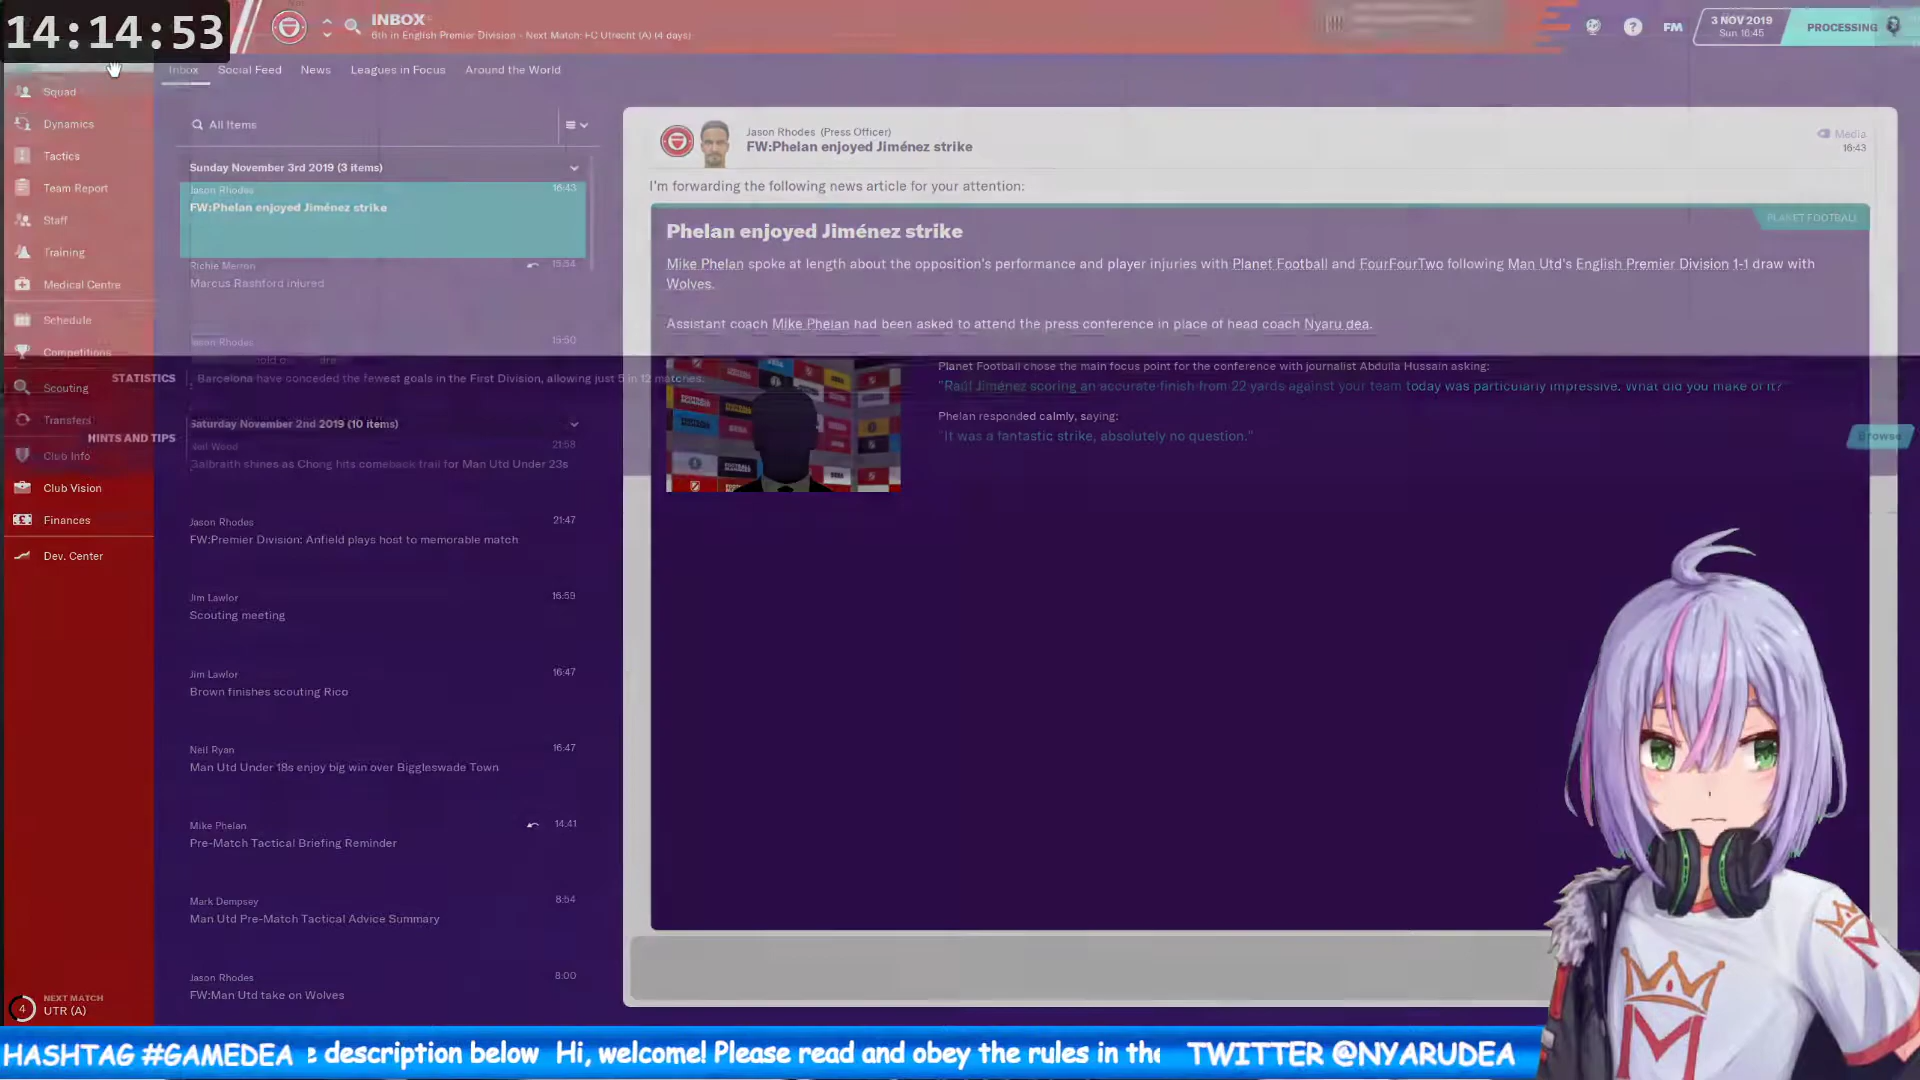 14:14:53
INBOX
6th in English Premier Division - Next Match: FC Utrecht (A) (4 days)
FM
3 NOV 2019
Sun 16:45
PROCESSING
Squad
Dynamics
Tactics
Team Report
Staff
Training
Medical Centre
Schedule
Competitions
Scouting
Transfers
Club Info
Club Vision
Finances
Dev. Center
NEXT MATCH
4
UTR (A)
Inbox
Social Feed
News
Leagues in Focus
Around the World
All Items
Sunday November 3rd 2019 (3 items)
Jason Rhodes
16:43
FW:Phelan enjoyed Jiménez strike
Richie Merron
15:54
Marcus Rashford injured
Jason Rhodes
15:50
STATISTICS
Barcelona have conceded the fewest goals in the First Division, allowing just 5 in 12 matches.
HINTS AND TIPS
Saturday November 2nd 2019 (10 items)
Neil Wood
21:58
Galbraith shines as Chong hits comeback trail for Man Utd Under 23s
Jason Rhodes
21:47
FW:Premier Division: Anfield plays host to memorable match
Jim Lawlor
16:59
Scouting meeting
Jim Lawlor
16:47
Brown finishes scouting Rico
Neil Ryan
16:47
Man Utd Under 18s enjoy big win over Biggleswade Town
Mike Phelan
14:41
Pre-Match Tactical Briefing Reminder
Mark Dempsey
8:54
Man Utd Pre-Match Tactical Advice Summary
Jason Rhodes
8:00
FW:Man Utd take on Wolves
Jason Rhodes (Press Officer)
FW:Phelan enjoyed Jiménez strike
Media
16:43
I'm forwarding the following news article for your attention:
PLANET FOOTBALL
Phelan enjoyed Jiménez strike
Mike Phelan spoke at length about the opposition's performance and player injuries with Planet Football and FourFourTwo following Man Utd's English Premier Division 1-1 draw with
Wolves.
Assistant coach Mike Phelan had been asked to attend the press conference in place of head coach Nyaru dea.
Planet Football chose the main focus point for the conference with journalist Abdulla Hussain asking:
"Raúl Jiménez scoring an accurate finish from 22 yards against your team today was particularly impressive. What did you make of it?
Phelan responded calmly, saying:
"It was a fantastic strike, absolutely no question."
Browse
HASHTAG #GAMEDEA
e description below Hi, welcome! Please read and obey the rules in the
TWITTER @NYARUDEA
M